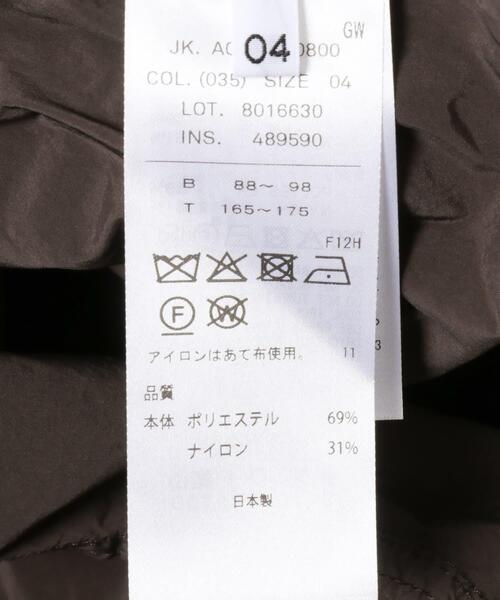 GW
04
JK. 0800
COL. (035) SIZE 04
LOT. 8016630
INS. 489590
B 88〜 98
T 165〜175
F12H
F W
アイロンはあて布使用。 11
品質
本体 ポリエステル 69%
ナイロン 31%
日本製
3